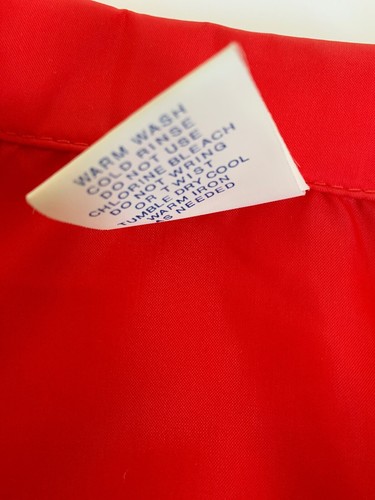 WARM WASH
COLD RINSE
DO NOT USE
CHLORINE BLEACH
DO NOT WRING
OR TWIST
TUMBLE DRY COOL
WARM IRON
AS NEEDED